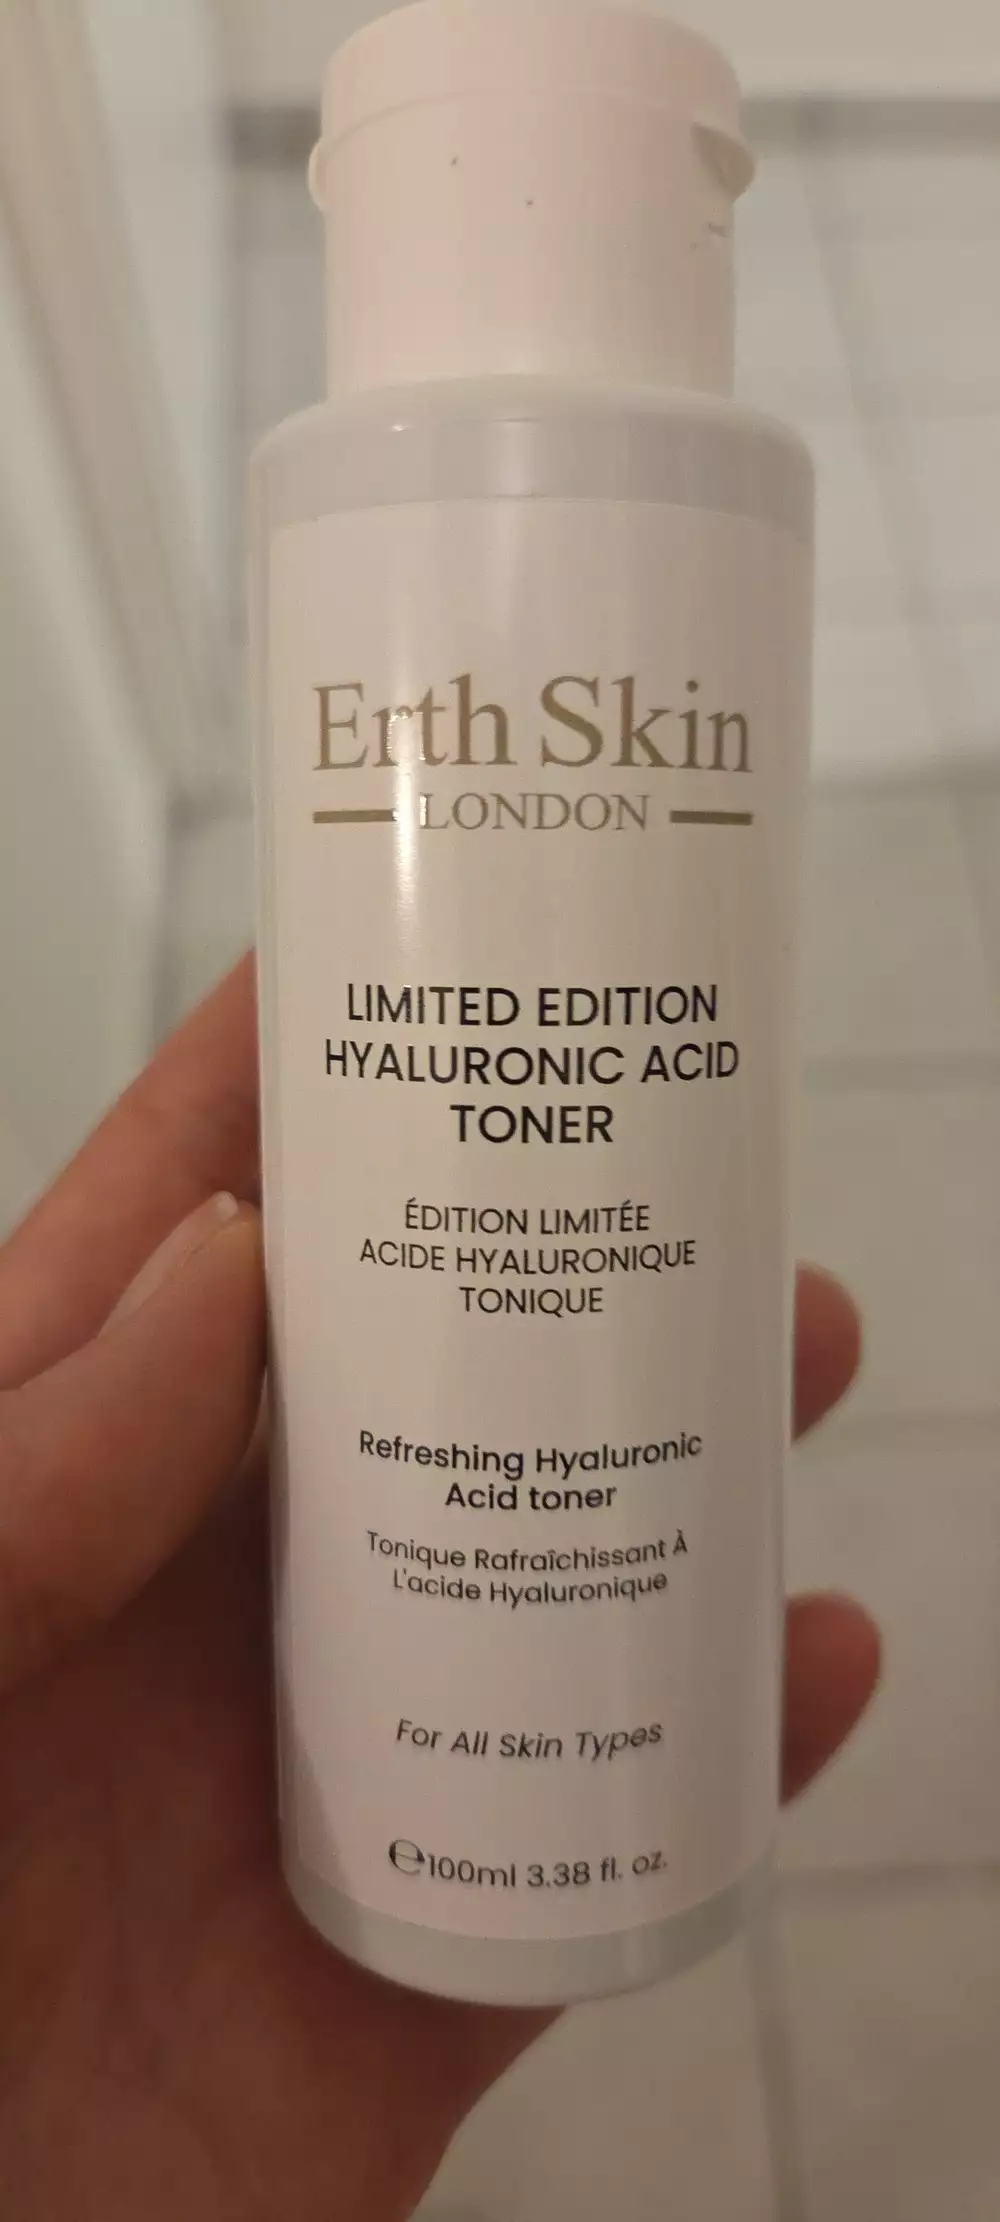 Erth Skin
LONDON
LIMITED EDITION
HYALURONIC ACID
TONER
ÉDITION LIMITÉE
ACIDE HYALURONIQUE
TONIQUE
Refreshing Hyaluronic
Acid toner
Tonique Rafraîchissant À
L'acide Hyaluronique
For All Skin Types
℮100ml 3.38 fl. oz.